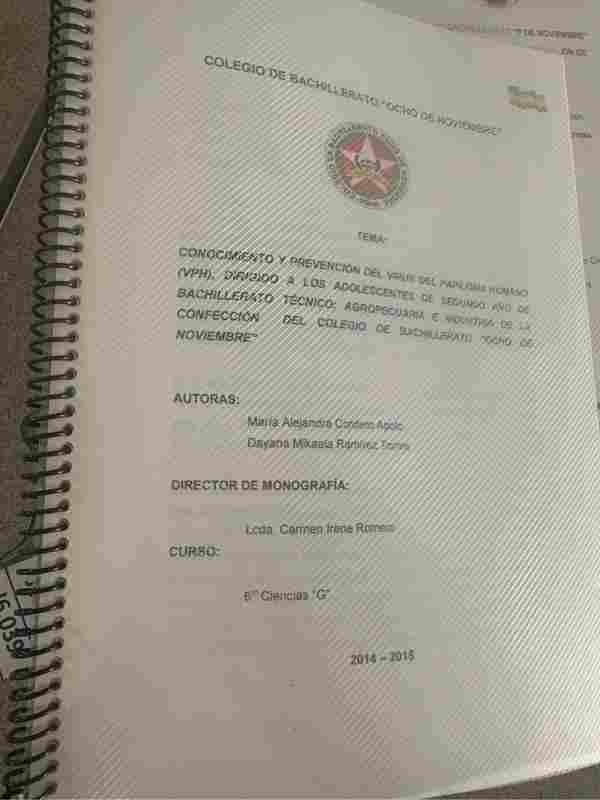 COLEGIO DE BACHILLERATO "OCHO DE NOVIEMBRE"
TEMA:
CONOCIMIENTO Y PREVENCIÓN DEL VIRUS DEL PAPILOMA HUMANO
(VPH), DIRIGIDO A LOS ADOLESCENTES DE SEGUNDO AÑO DE
BACHILLERATO TÉCNICO: AGROPECUARIA E INDUSTRIA DE LA
CONFECCIÓN DEL COLEGIO DE BACHILLERATO "OCHO DE
NOVIEMBRE"
AUTORAS:
María Alejandra Cordero Apolo
Dayana Mikaela Ramírez Torres
DIRECTOR DE MONOGRAFÍA:
Lcda. Carmen Irene Romero
CURSO:
6to Ciencias "G"
2014 – 2015